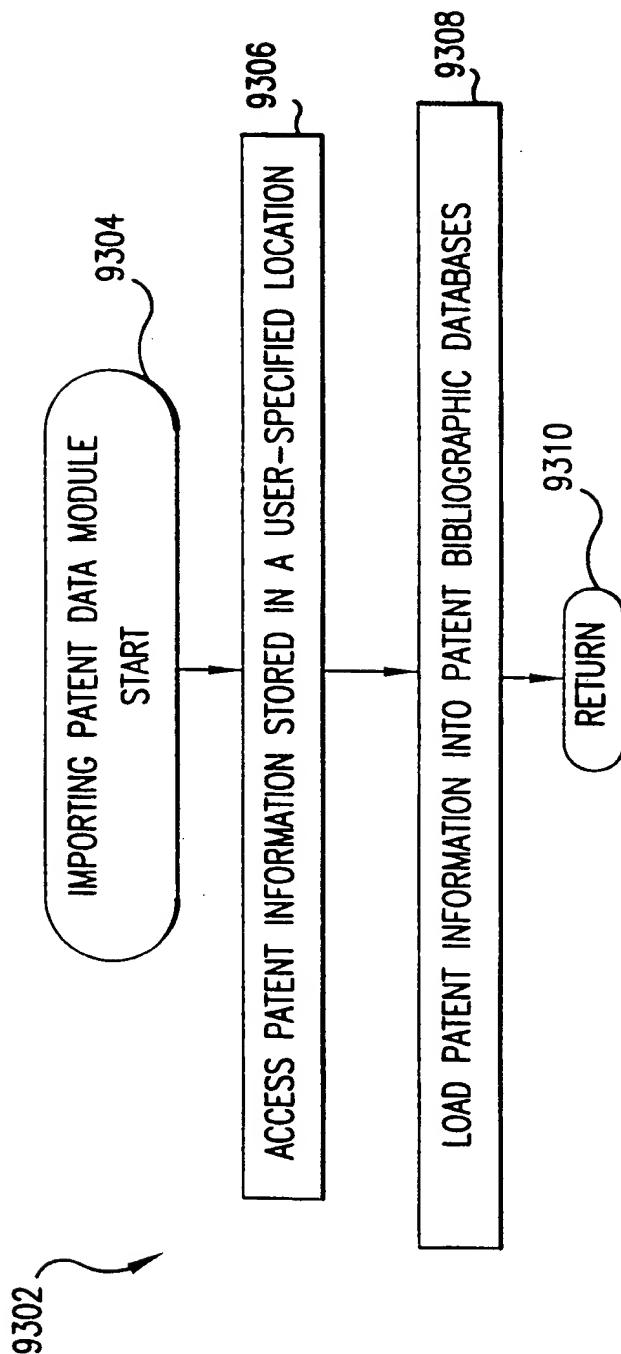 9302
IMPORTING PATENT DATA MODULE
START
9304
ACCESS PATENT INFORMATION STORED IN A USER-SPECIFIED LOCATION
9306
LOAD PATENT INFORMATION INTO PATENT BIBLIOGRAPHIC DATABASES
9308
RETURN
9310